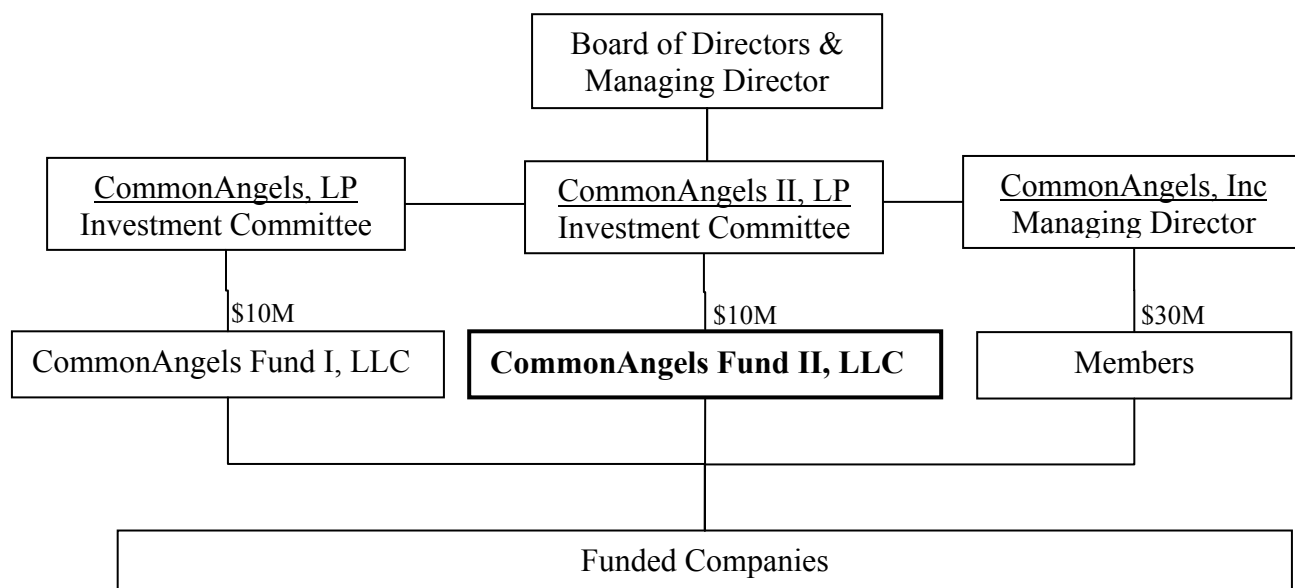 Board of Directors &
Managing Director
CommonAngels, LP
Investment Committee
CommonAngels II, LP
Investment Committee
CommonAngels, Inc
Managing Director
$10M
$10M
$30M
CommonAngels Fund I, LLC
CommonAngels Fund II, LLC
Members
Funded Companies